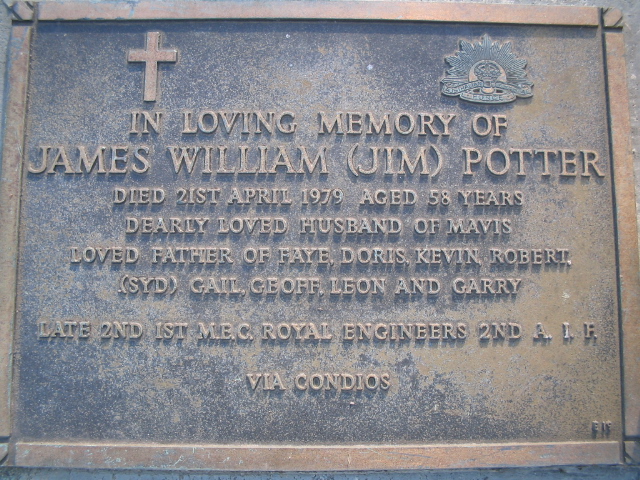 IN LOVING MEMORY OF
JAMES WILLIAM (JIM) POTTER
DIED 21ST APRIL 1979 AGED 58 YEARS
DEARLY LOVED HUSBAND OF MAVIS
LOVED FATHER OF FAYE, DORIS, KEVIN, ROBERT,
(SYD) GAIL, GEOFF, LEON AND GARRY
LATE 2ND 1ST M.E.C. ROYAL ENGINEERS 2ND A. I. F.
VIA CONDIOS